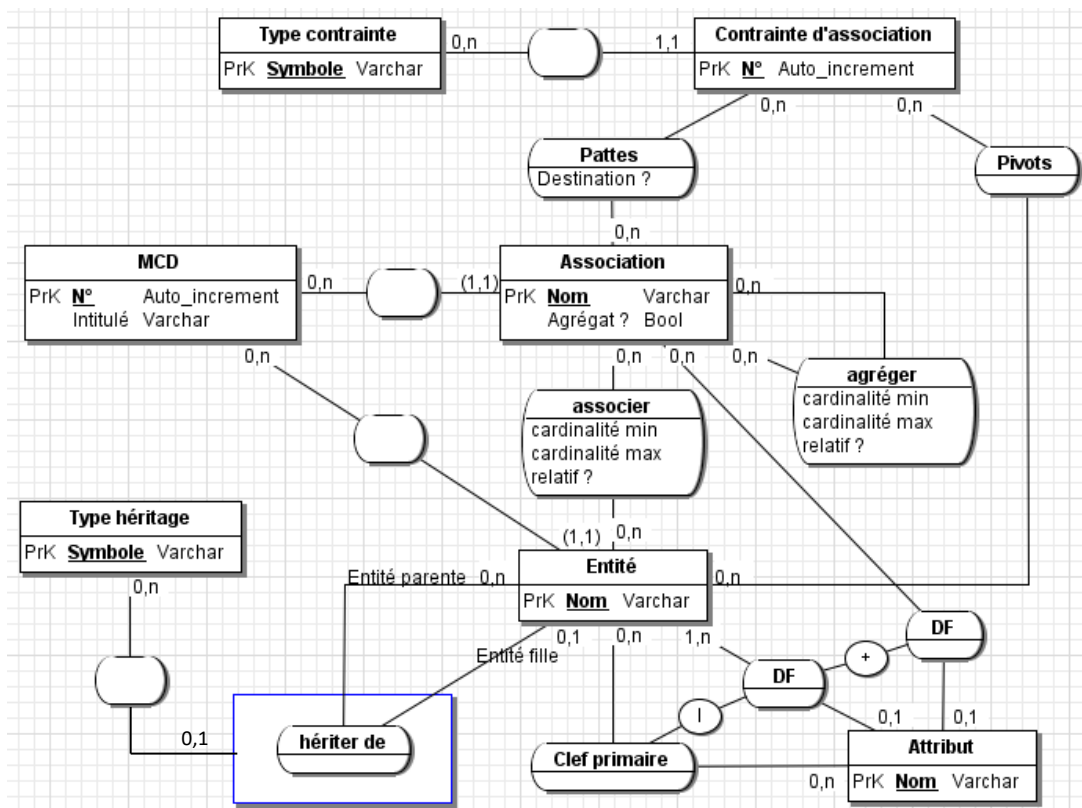 Type contrainte
PrK Symbole Varchar
0,n
1,1
Contrainte d'association
PrK N° Auto_increment
0,n
0,n
Pattes
Destination ?
Pivots
0,n
MCD
PrK N° Auto_increment
Intitulé Varchar
0,n
(1,1)
Association
PrK Nom Varchar
Agrégat ? Bool
0,n
0,n
0,n
0,n
0,n
agréger
cardinalité min
cardinalité max
relatif ?
associer
cardinalité min
cardinalité max
relatif ?
Type héritage
PrK Symbole Varchar
0,n
(1,1)
0,n
Entité
PrK Nom Varchar
Entité parente
0,n
0,n
0,1
0,n
1,n
Entité fille
DF
+
DF
I
0,1
0,1
0,1
hériter de
Clef primaire
0,n
Attribut
PrK Nom Varchar